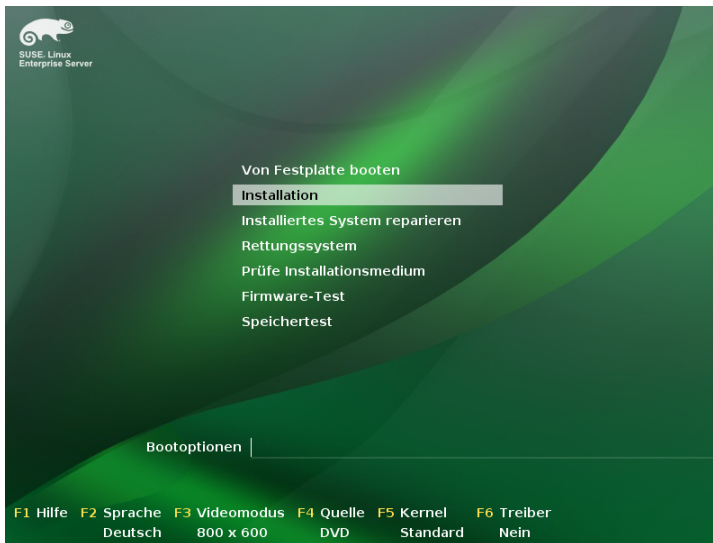 SUSE. Linux
Enterprise Server
Von Festplatte booten
Installation
Installiertes System reparieren
Rettungssystem
Prüfe Installationsmedium
Firmware-Test
Speichertest
Bootoptionen
F1 Hilfe F2 Sprache F3 Videomodus F4 Quelle F5 Kernel F6 Treiber
Deutsch 800 x 600 DVD Standard Nein